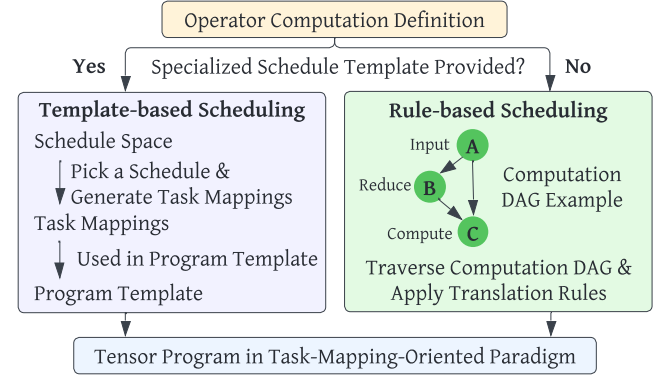 Operator Computation Definition
Yes
Specialized Schedule Template Provided?
No
Template-based Scheduling
Schedule Space
Pick a Schedule &
Generate Task Mappings
Task Mappings
Used in Program Template
Program Template
Rule-based Scheduling
Input
A
Reduce
B
Compute
C
Computation
DAG Example
Traverse Computation DAG &
Apply Translation Rules
Tensor Program in Task-Mapping-Oriented Paradigm